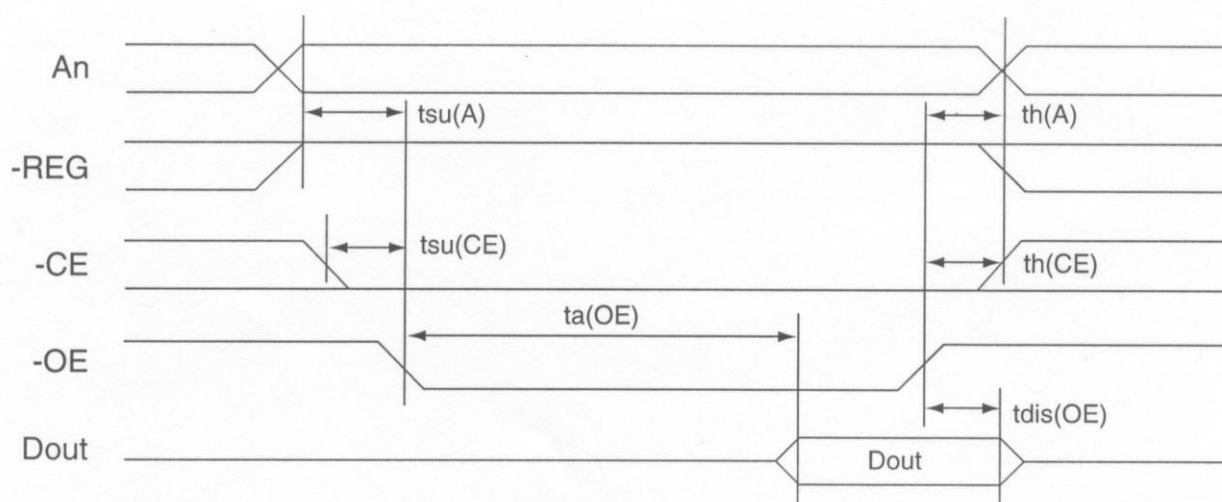 An
tsu(A)
th(A)
-REG
-CE
tsu(CE)
th(CE)
ta(OE)
-OE
tdis(OE)
Dout
Dout